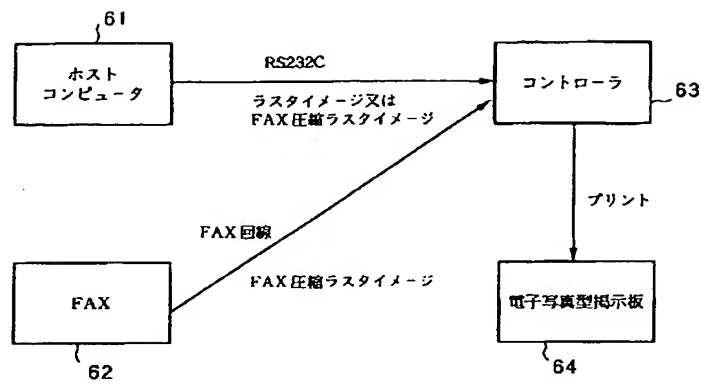 61
ホスト
コンピュータ
RS232C
ラスタイメージ又は
FAX圧縮ラスタイメージ
コントローラ
63
プリント
FAX回線
FAX圧縮ラスタイメージ
FAX
62
電子写真型掲示板
64